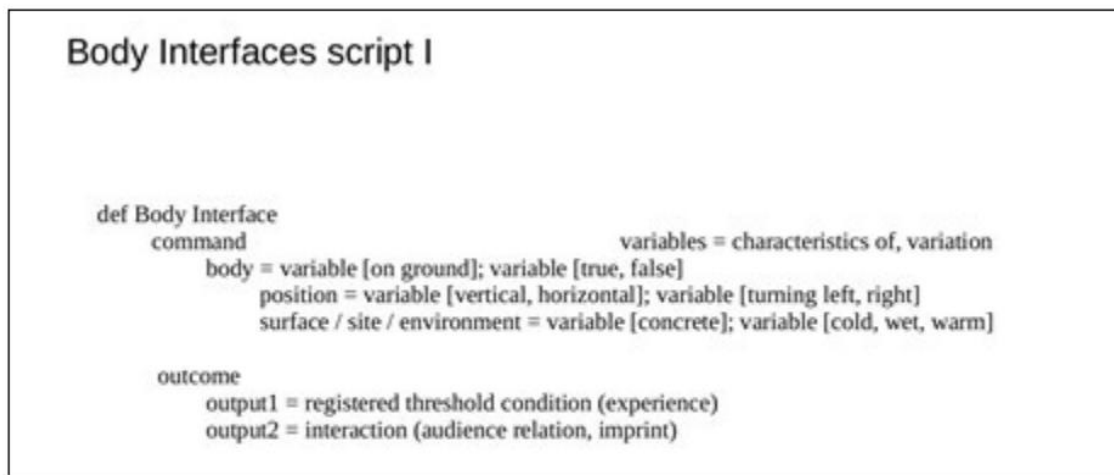 Body Interfaces script I
def Body Interface
command variables = characteristics of, variation
body = variable [on ground]; variable [true, false]
position = variable [vertical, horizontal]; variable [turning left, right]
surface / site / environment = variable [concrete]; variable [cold, wet, warm]
outcome
output1 = registered threshold condition (experience)
output2 = interaction (audience relation, imprint)